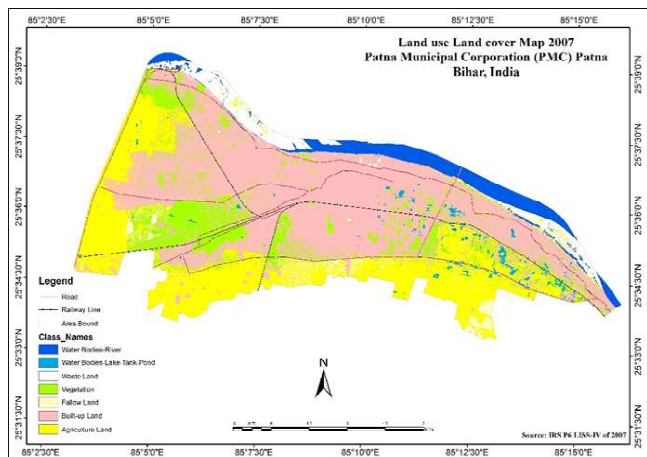 85°2'30"E 85°5'0"E 85°7'30"E 85°10'0"E 85°12'30"E 85°15'0"E
Land use Land cover Map 2007
Patna Municipal Corporation (PMC) Patna
Bihar, India
25°39'0"N
25°37'30"N
25°36'0"N
25°34'30"N
25°33'0"N
25°31'30"N
25°39'0"N
25°37'30"N
25°36'0"N
25°34'30"N
25°33'0"N
25°31'30"N
Legend
Road
Railway Line
Area Bound
Class_Names
Water Bodies-River
Water Bodies-Lake-Tank-Pond
Waste Land
Vegetation
Fallow Land
Built-up Land
Agriculture Land
N
Source: IRS P6 LISS-IV of 2007
85°2'30"E 85°5'0"E 85°7'30"E 85°10'0"E 85°12'30"E 85°15'0"E